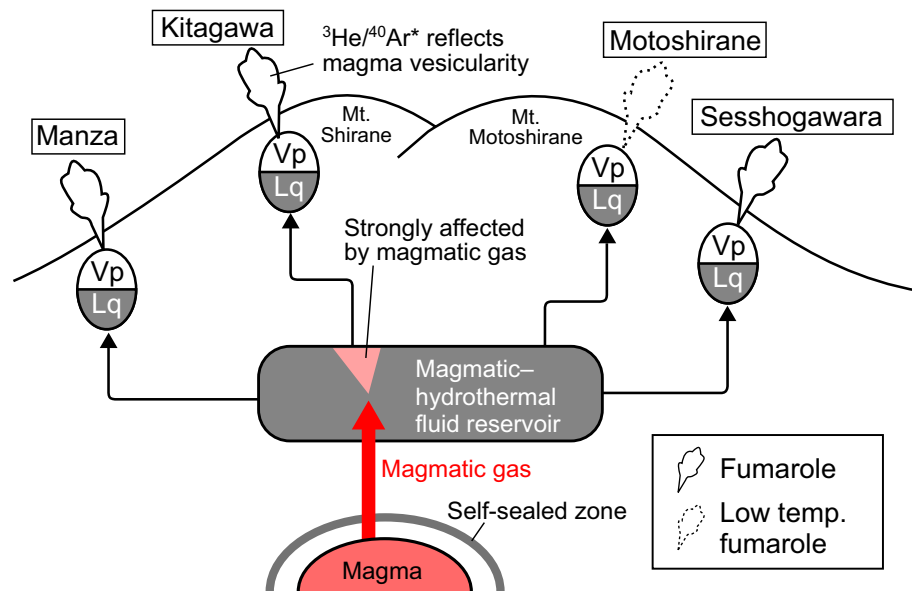 Kitagawa
³He/⁴⁰Ar* reflects
magma vesicularity
Motoshirane
Manza
Mt.
Shirane
Mt.
Motoshirane
Sesshogawara
Vp
Lq
Vp
Lq
Vp
Lq
Vp
Lq
Strongly affected
by magmatic gas
Magmatic–
hydrothermal
fluid reservoir
Magmatic gas
Self-sealed zone
Magma
Fumarole
Low temp.
fumarole